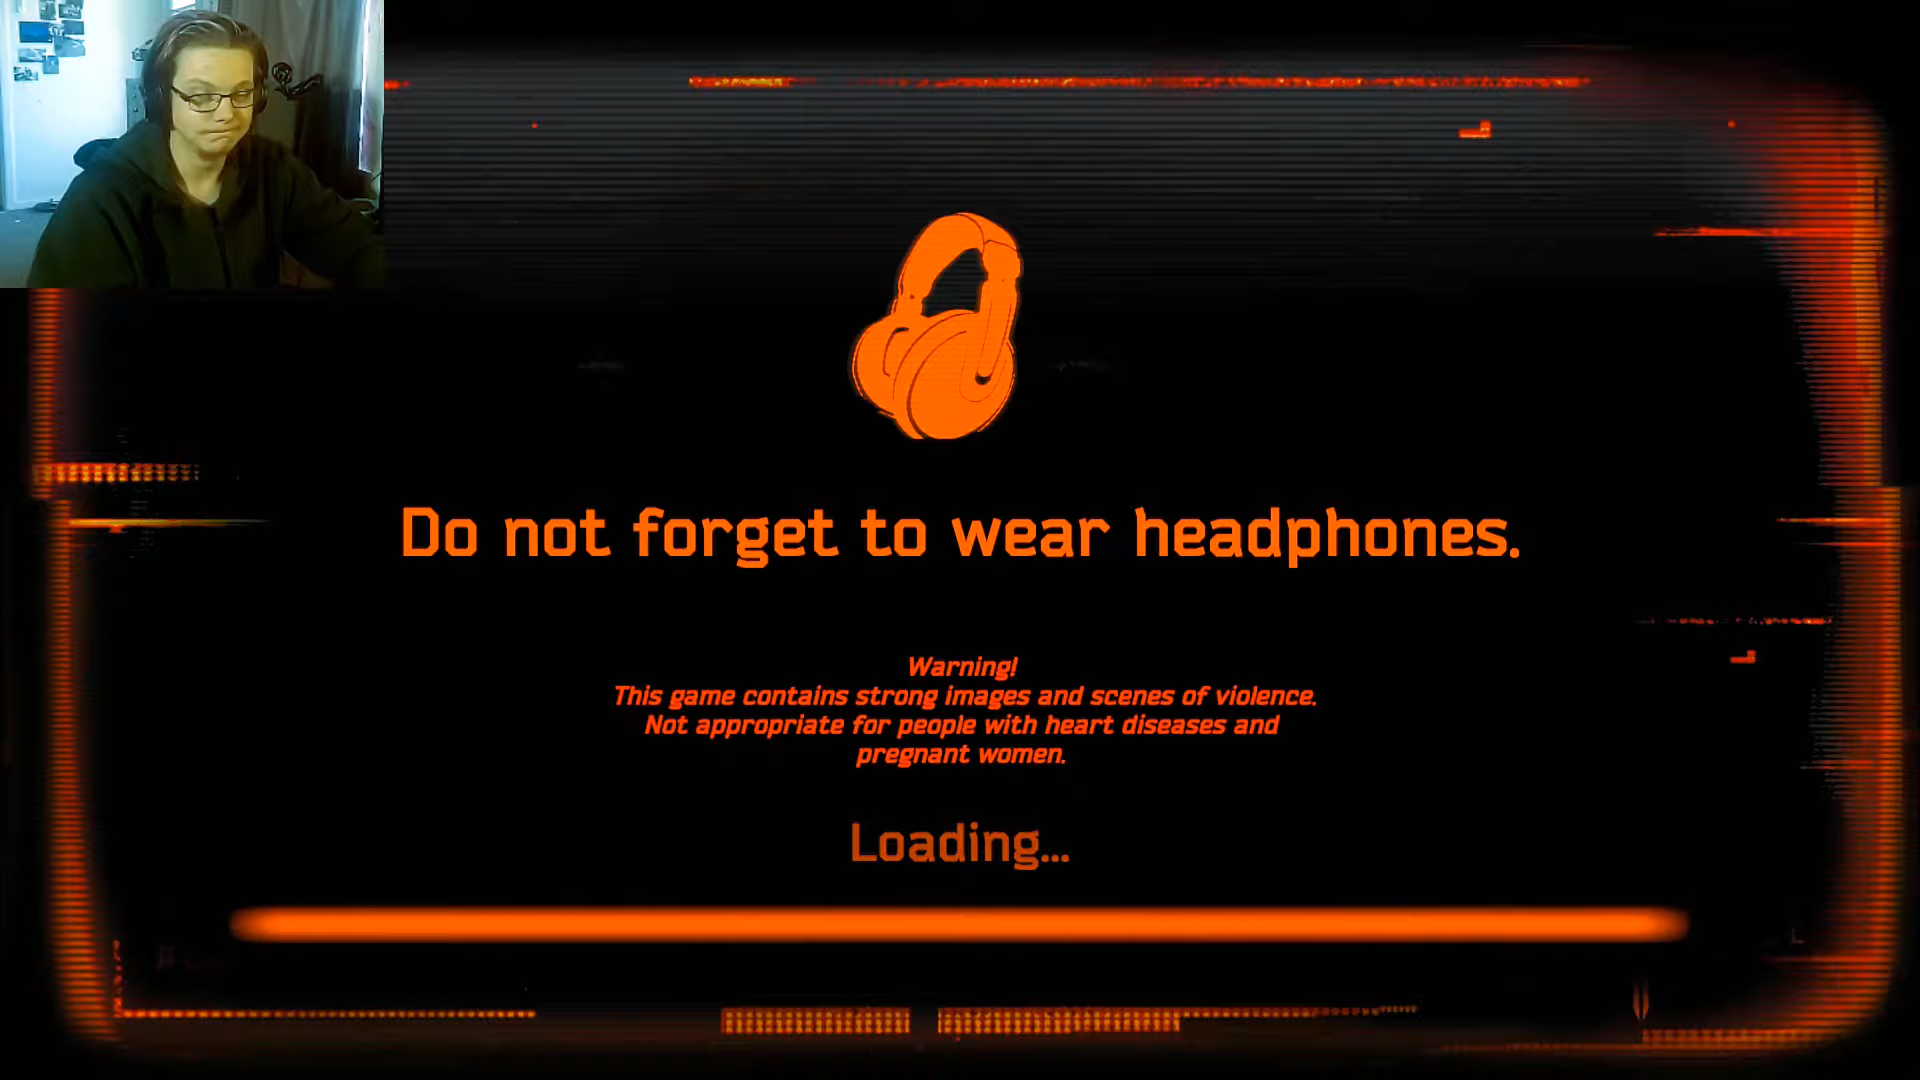 Do not forget to wear headphones.
Warning!
This game contains strong images and scenes of violence.
Not appropriate for people with heart diseases and
pregnant women.
Loading...